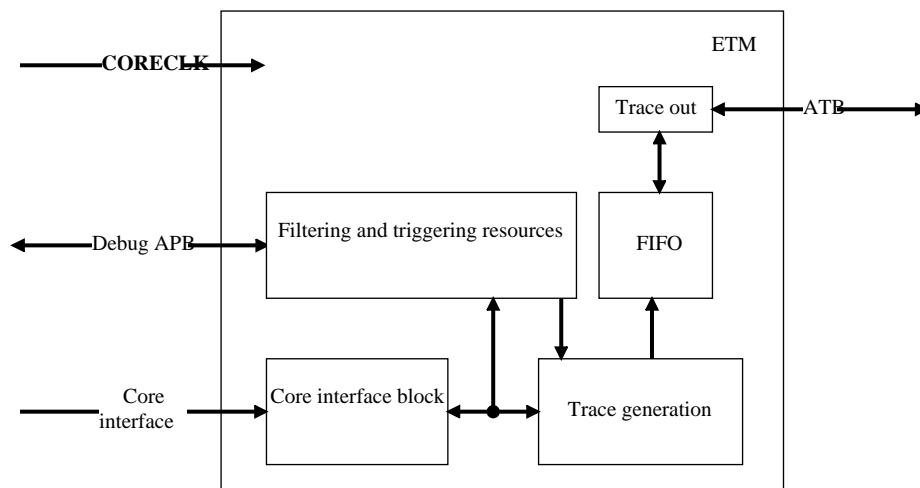 ETM
CORECLK
Trace out
ATB
Filtering and triggering resources
FIFO
Debug APB
Core
interface
Core interface block
Trace generation